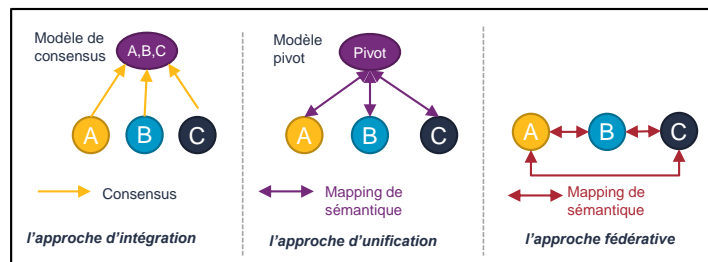 Modèle de
consensus
A,B,C
A
B
C
Consensus
l'approche d'intégration
Modèle
pivot
Pivot
A
B
C
Mapping de
sémantique
l'approche d'unification
A
B
C
Mapping de
sémantique
l'approche fédérative